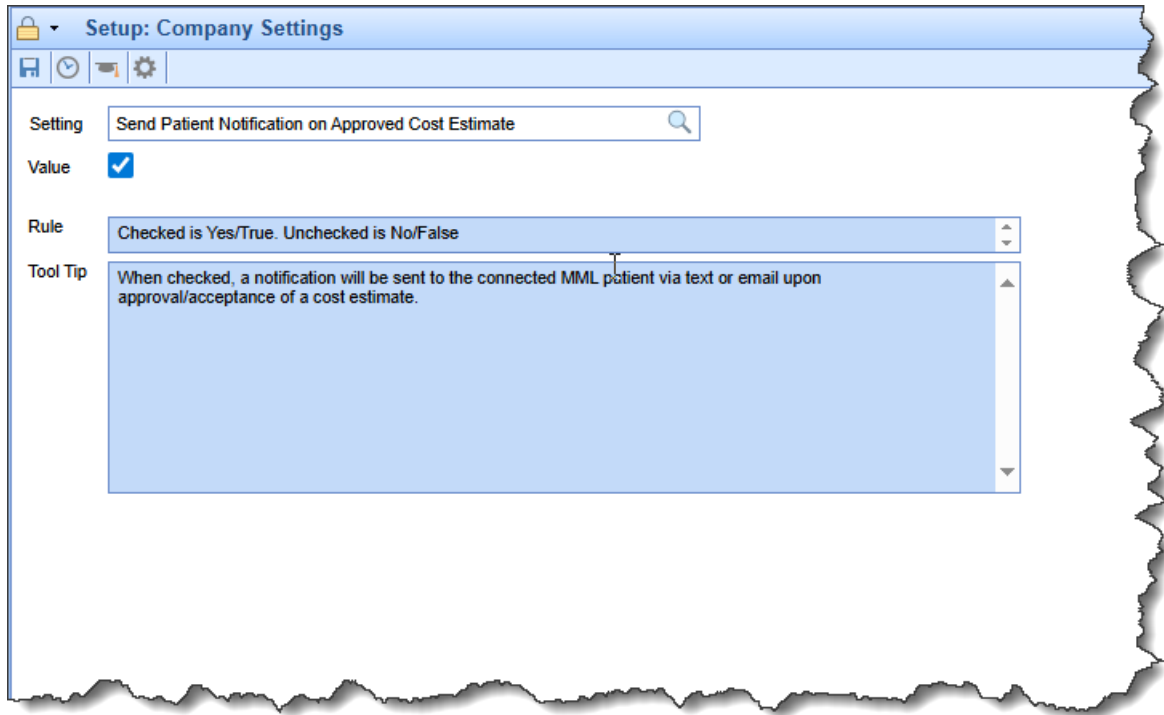 Setup: Company Settings
Setting
Send Patient Notification on Approved Cost Estimate
Value
Rule
Checked is Yes/True. Unchecked is No/False
Tool Tip
When checked, a notification will be sent to the connected MML patient via text or email upon
approval/acceptance of a cost estimate.